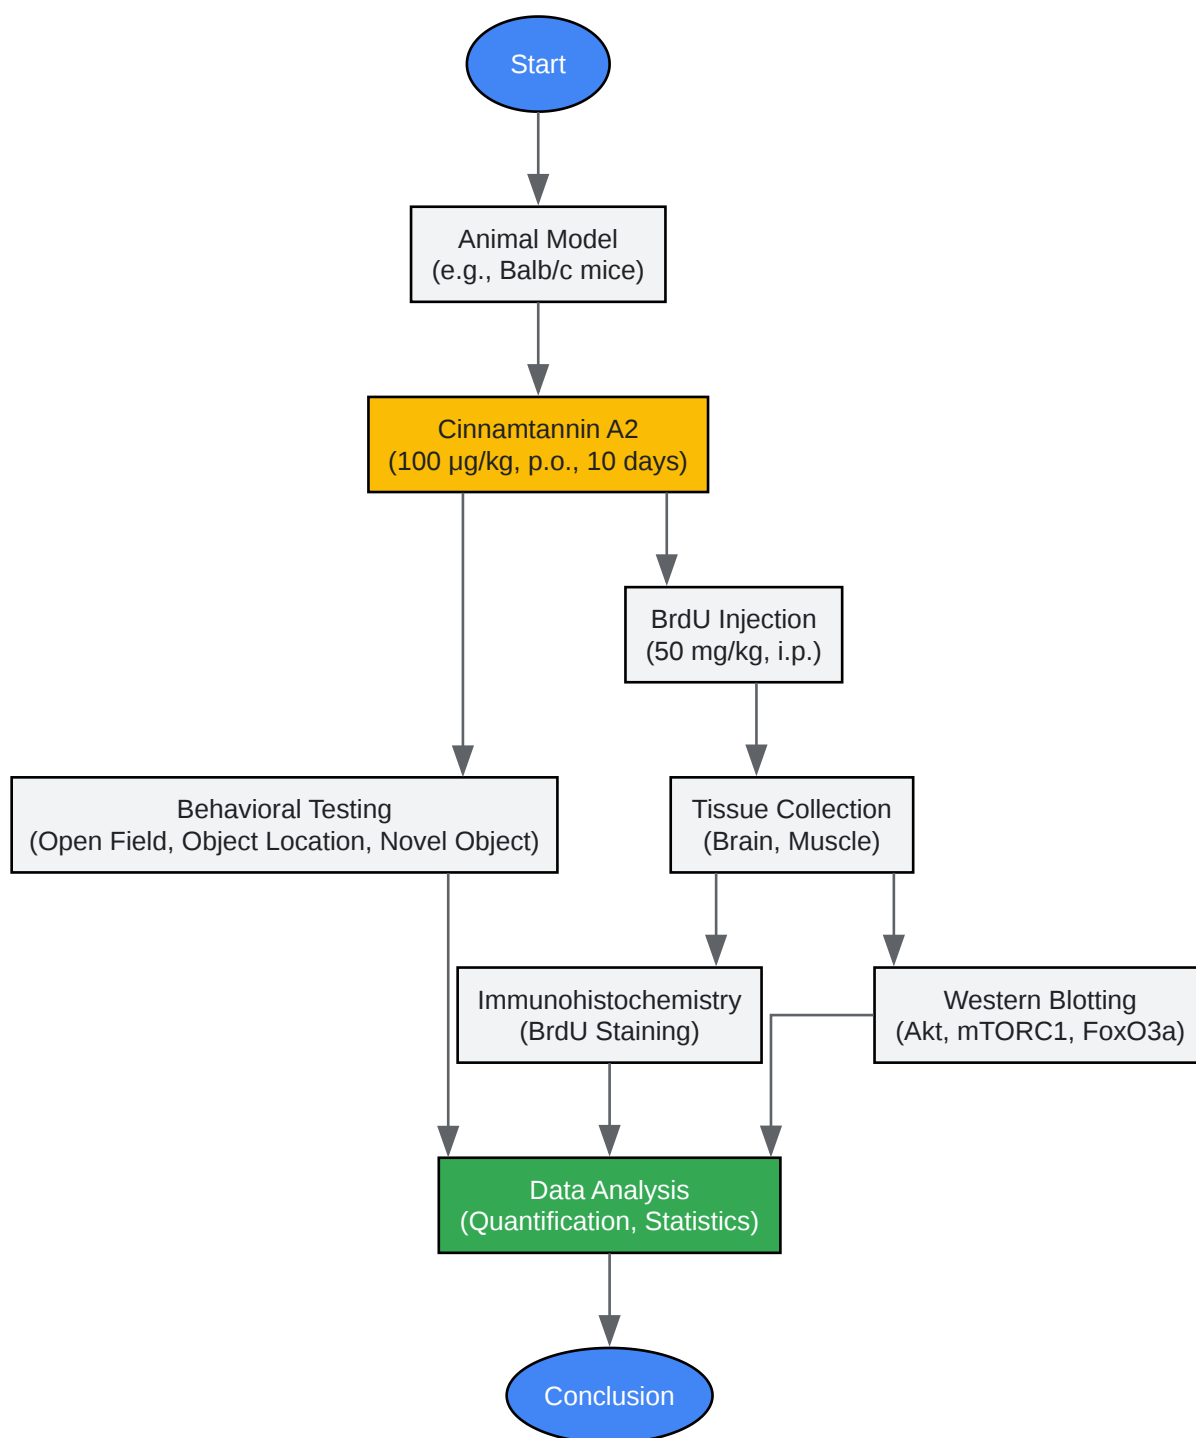 Start
Animal Model
(e.g., Balb/c mice)
Cinnamtannin A2
(100 μg/kg, p.o., 10 days)
BrdU Injection
(50 mg/kg, i.p.)
Behavioral Testing
(Open Field, Object Location, Novel Object)
Tissue Collection
(Brain, Muscle)
Immunohistochemistry
(BrdU Staining)
Western Blotting
(Akt, mTORC1, FoxO3a)
Data Analysis
(Quantification, Statistics)
Conclusion